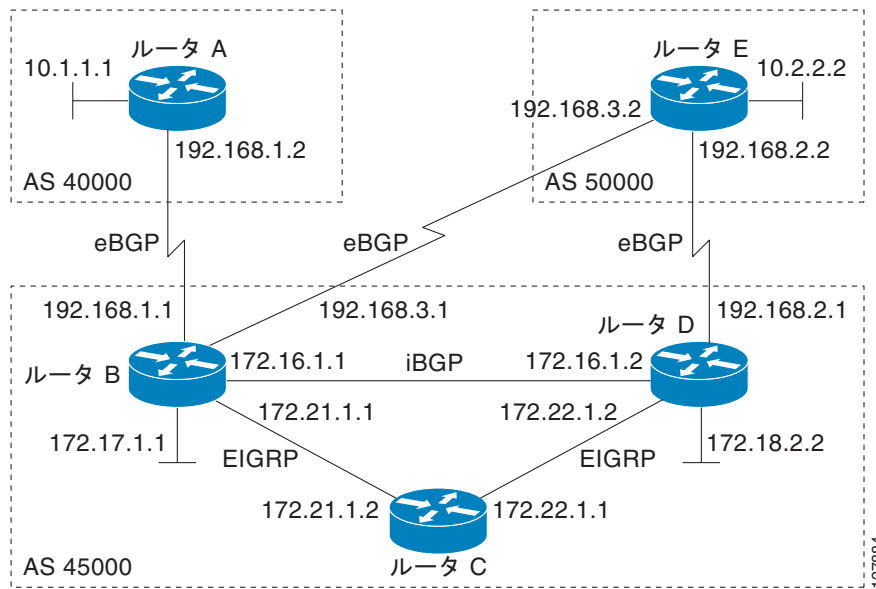 ルータ A
ルータ E
10.1.1.1
10.2.2.2
192.168.3.2
192.168.1.2
192.168.2.2
AS 40000
AS 50000
eBGP
eBGP
eBGP
192.168.1.1
192.168.3.1
192.168.2.1
ルータ D
ルータ B
172.16.1.1
iBGP
172.16.1.2
172.21.1.1
172.22.1.2
172.17.1.1
172.18.2.2
EIGRP
EIGRP
172.21.1.2
172.22.1.1
AS 45000
ルータ C